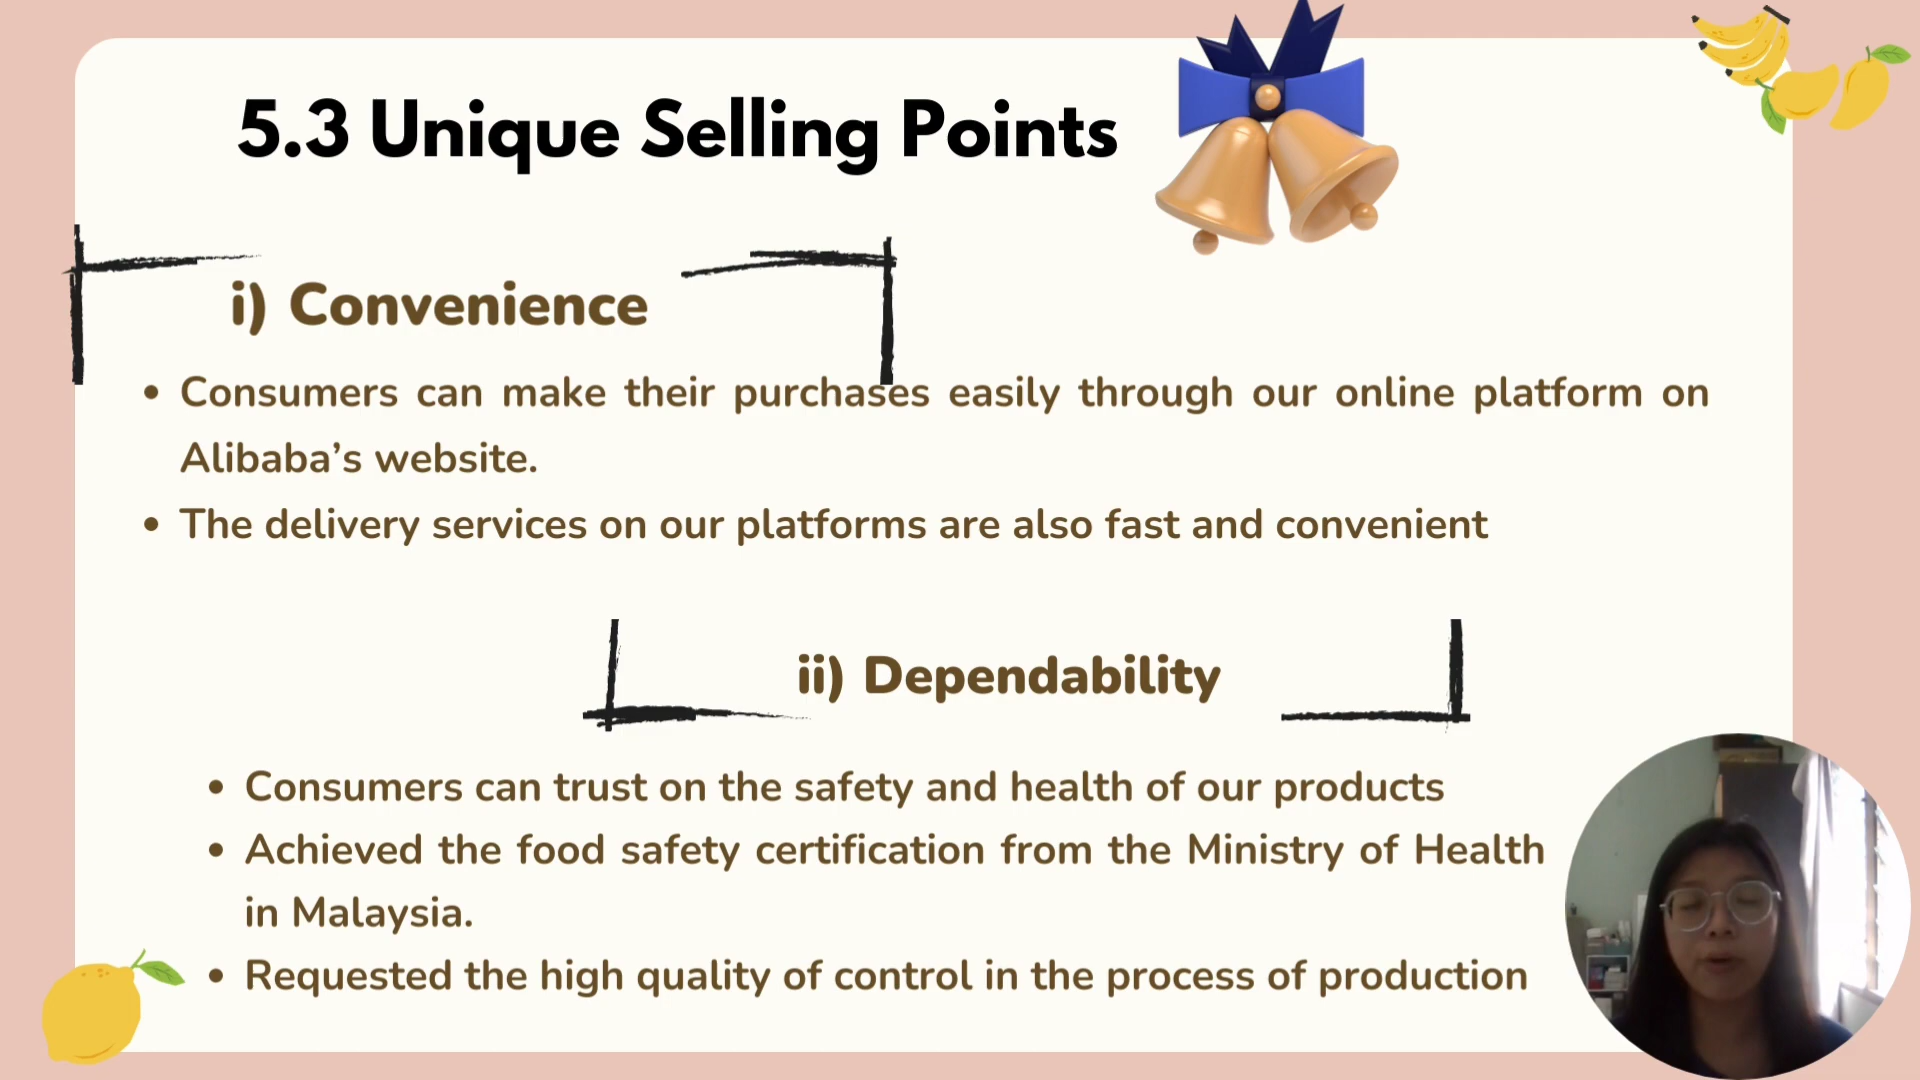 5.3 Unique Selling Points
i) Convenience
• Consumers can make their purchases easily through our online platform on
Alibaba’s website.
• The delivery services on our platforms are also fast and convenient
ii) Dependability
• Consumers can trust on the safety and health of our products
• Achieved the food safety certification from the Ministry of Health
in Malaysia.
• Requested the high quality of control in the process of production